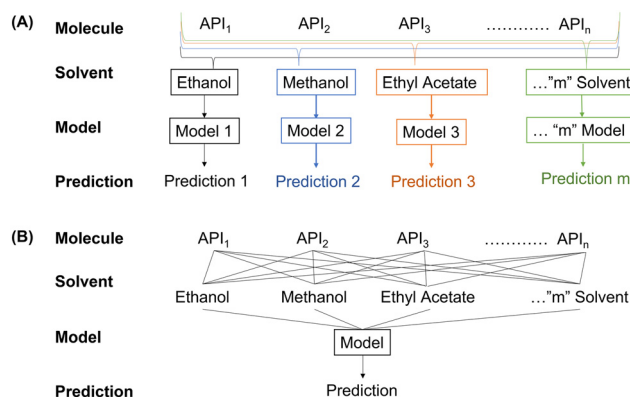 (A) Molecule API₁ API₂ API₃ ............ APIₙ
Solvent Ethanol Methanol Ethyl Acetate ..."m" Solvent
Model Model 1 Model 2 Model 3 ... "m" Model
Prediction Prediction 1 Prediction 2 Prediction 3 Prediction m
(B) Molecule API₁ API₂ API₃ ............ APIₙ
Solvent
Ethanol Methanol Ethyl Acetate ..."m" Solvent
Model Model
Prediction Prediction